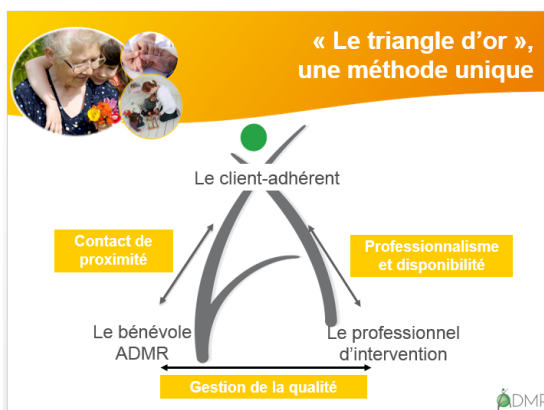 « Le triangle d’or »,
une méthode unique
Le client-adhérent
Contact de
proximité
Professionnalisme
et disponibilité
Le bénévole
ADMR
Le professionnel
d’intervention
Gestion de la qualité
ADMR